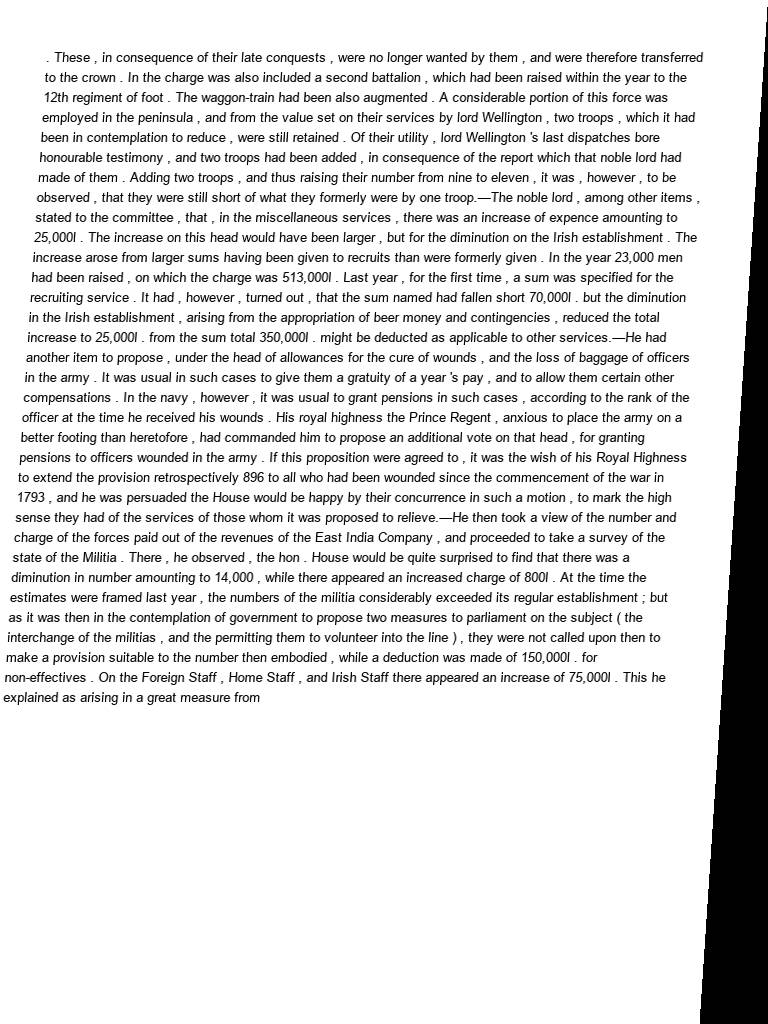 . These , in consequence of their late conquests , were no longer wanted by them , and were therefore transferred
to the crown . In the charge was also included a second battalion , which had been raised within the year to the
12th regiment of foot . The waggon-train had been also augmented . A considerable portion of this force was
employed in the peninsula , and from the value set on their services by lord Wellington , two troops , which it had
been in contemplation to reduce , were still retained . Of their utility , lord Wellington 's last dispatches bore
honourable testimony , and two troops had been added , in consequence of the report which that noble lord had
made of them . Adding two troops , and thus raising their number from nine to eleven , it was , however , to be
observed , that they were still short of what they formerly were by one troop.—The noble lord , among other items ,
stated to the committee , that , in the miscellaneous services , there was an increase of expence amounting to
25,000l . The increase on this head would have been larger , but for the diminution on the Irish establishment . The
increase arose from larger sums having been given to recruits than were formerly given . In the year 23,000 men
had been raised , on which the charge was 513,000l . Last year , for the first time , a sum was specified for the
recruiting service . It had , however , turned out , that the sum named had fallen short 70,000l . but the diminution
in the Irish establishment , arising from the appropriation of beer money and contingencies , reduced the total
increase to 25,000l . from the sum total 350,000l . might be deducted as applicable to other services.—He had
another item to propose , under the head of allowances for the cure of wounds , and the loss of baggage of officers
in the army . It was usual in such cases to give them a gratuity of a year 's pay , and to allow them certain other
compensations . In the navy , however , it was usual to grant pensions in such cases , according to the rank of the
officer at the time he received his wounds . His royal highness the Prince Regent , anxious to place the army on a
better footing than heretofore , had commanded him to propose an additional vote on that head , for granting
pensions to officers wounded in the army . If this proposition were agreed to , it was the wish of his Royal Highness
to extend the provision retrospectively 896 to all who had been wounded since the commencement of the war in
1793 , and he was persuaded the House would be happy by their concurrence in such a motion , to mark the high
sense they had of the services of those whom it was proposed to relieve.—He then took a view of the number and
charge of the forces paid out of the revenues of the East India Company , and proceeded to take a survey of the
state of the Militia . There , he observed , the hon . House would be quite surprised to find that there was a
diminution in number amounting to 14,000 , while there appeared an increased charge of 800l . At the time the
estimates were framed last year , the numbers of the militia considerably exceeded its regular establishment ; but
as it was then in the contemplation of government to propose two measures to parliament on the subject ( the
interchange of the militias , and the permitting them to volunteer into the line ) , they were not called upon then to
make a provision suitable to the number then embodied , while a deduction was made of 150,000l . for
non-effectives . On the Foreign Staff , Home Staff , and Irish Staff there appeared an increase of 75,000l . This he
explained as arising in a great measure from